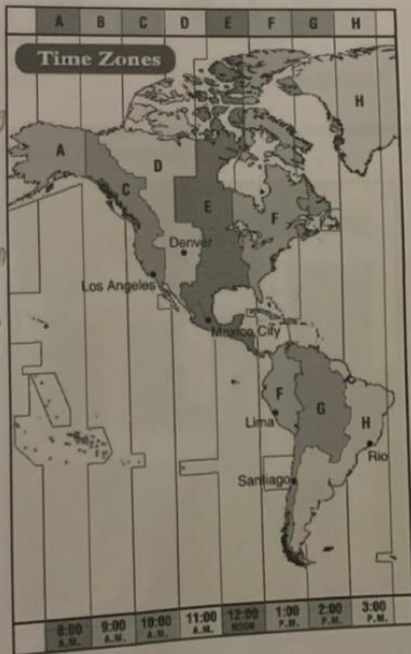 A B C D E F G H
Time Zones
H
A
D
C
E
F
Denver
Los Angeles
Mexico City
F
G
Lima
H
Rio
Santiago
8:00 9:00 10:00 11:00 12:00 1:00 2:00 3:00
A.M. A.M. A.M. A.M. NOON P.M. P.M. P.M.